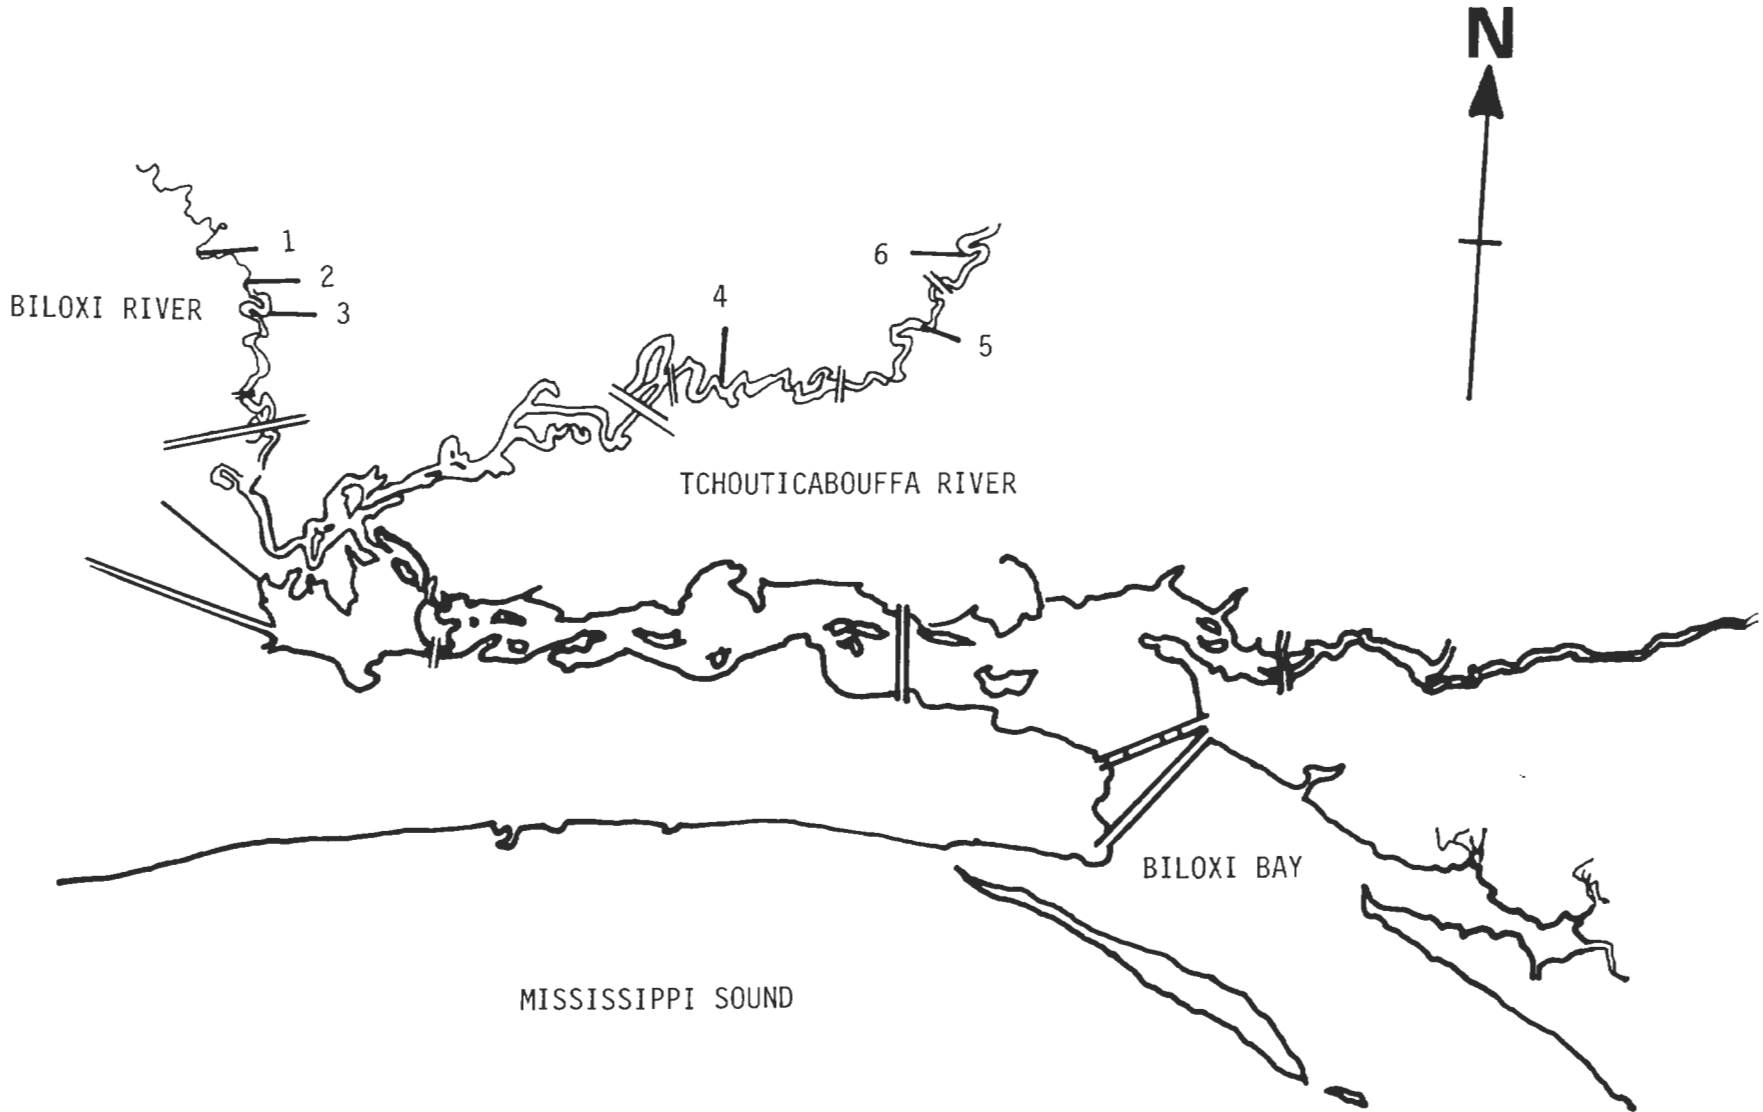 N
1
6
2
4
BILOXI RIVER
3
5
TCHOUTICABOUFFA RIVER
BILOXI BAY
MISSISSIPPI SOUND